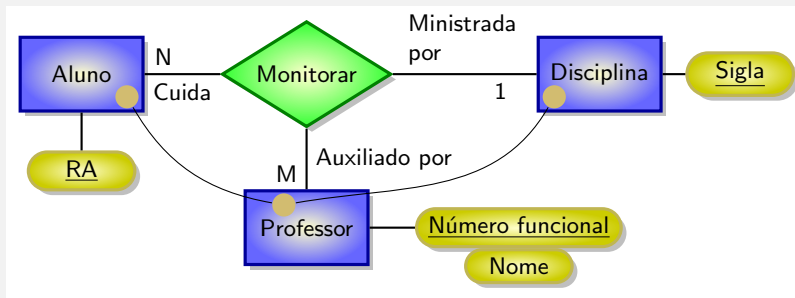 Ministrada
por
N
Aluno
Monitorar
Disciplina
Sigla
Cuida
1
Auxiliado por
RA
M
Professor
Número funcional
Nome